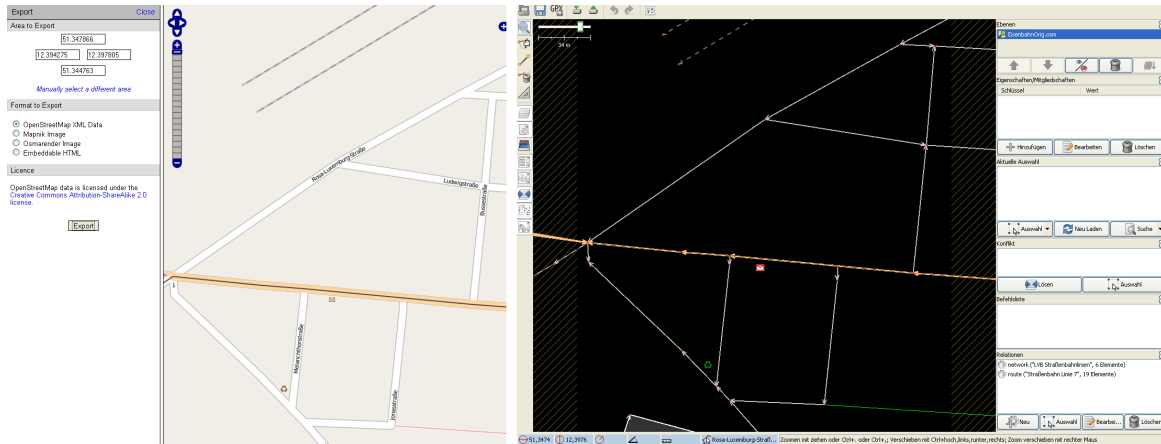 Export
Close
Area to Export
51.347866
12.394275
12.397805
51.344763
Manually select a different area
Format to Export
OpenStreetMap XML Data
Mapnik Image
Osmarender Image
Embeddable HTML
Licence
OpenStreetMap data is licensed under the
Creative Commons Attribution-ShareAlike 2.0
license.
Export
Rosa-Luxemburg-Straße
Ludwigstraße
Bussestraße
Melanchthonstraße
Jonasstraße
GPX
34 m
Ebenen
EisenbahnOrig.osm
Eigenschaften/Mitgliedschaften
Schlüssel
Wert
Hinzufügen
Bearbeiten
Löschen
Aktuelle Auswahl
Auswahl
Neu Laden
Suche
Konflikt
Lösen
Auswahl
Befehlsliste
Relationen
network ("LVB Straßenbahnlinien", 6 Elemente)
route ("Straßenbahn Linie 7", 19 Elemente)
Neu
Auswahl
Bearbei...
Löschen
51,3474
12,3976
Rosa-Luxemburg-Straß...
Zoomen mit ziehen oder Ctrl+. oder Ctrl+,; Verschieben mit Ctrl+hoch,links,runter,rechts; Zoom verschieben mit rechter Maus